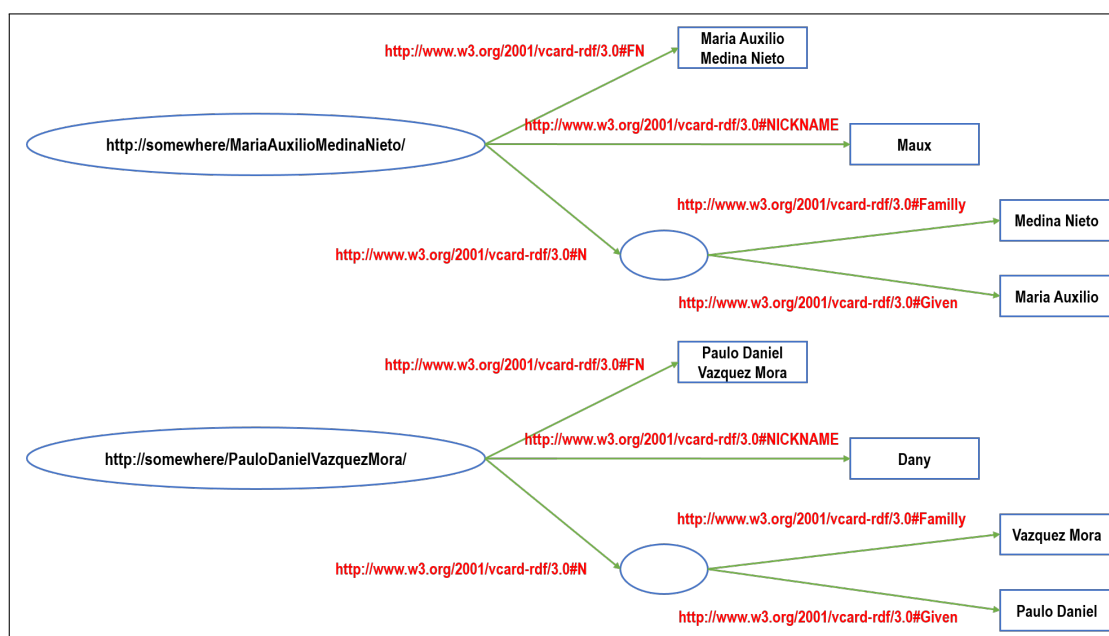 http://www.w3.org/2001/vcard-rdf/3.0#FN
Maria Auxilio
Medina Nieto
http://somewhere/MariaAuxilioMedinaNieto/
http://www.w3.org/2001/vcard-rdf/3.0#NICKNAME
Maux
http://www.w3.org/2001/vcard-rdf/3.0#Familly
Medina Nieto
http://www.w3.org/2001/vcard-rdf/3.0#N
http://www.w3.org/2001/vcard-rdf/3.0#Given
Maria Auxilio
http://www.w3.org/2001/vcard-rdf/3.0#FN
Paulo Daniel
Vazquez Mora
http://somewhere/PauloDanielVazquezMora/
http://www.w3.org/2001/vcard-rdf/3.0#NICKNAME
Dany
http://www.w3.org/2001/vcard-rdf/3.0#Familly
Vazquez Mora
http://www.w3.org/2001/vcard-rdf/3.0#N
http://www.w3.org/2001/vcard-rdf/3.0#Given
Paulo Daniel